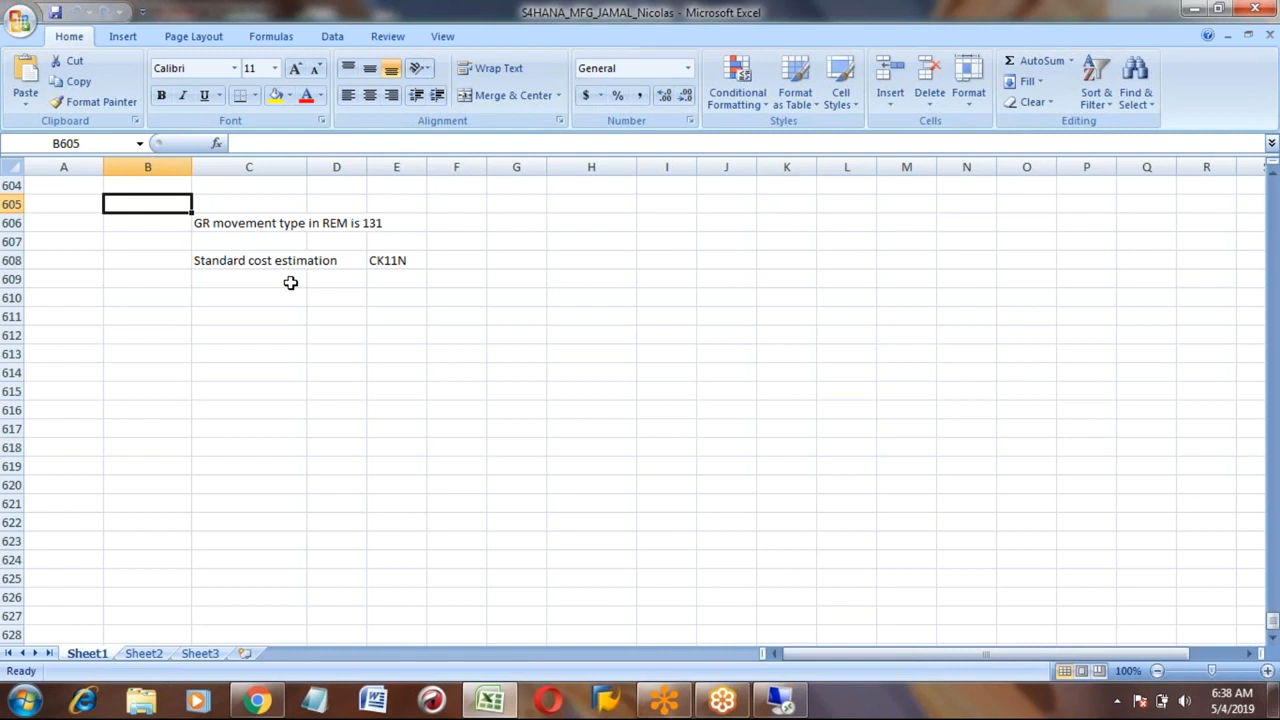 S4HANA_MFG_JAMAL_Nicolas - Microsoft Excel
Home Insert Page Layout Formulas Data Review View
Paste Cut Copy Format Painter Clipboard
Calibri 11 A A B I U A Font
Wrap Text Merge & Center Alignment
General $ % , Number
Conditional Formatting Format as Table Cell Styles Styles
Insert Delete Format Cells
AutoSum Fill Clear Sort & Filter Find & Select Editing
B605 fx
A B C D E F G H I J K L M N O P Q R
604
605
606 GR movement type in REM is 131
607
608 Standard cost estimation CK11N
609
610
611
612
613
614
615
616
617
618
619
620
621
622
623
624
625
626
627
628
Sheet1 Sheet2 Sheet3
Ready 100%
6:38 AM
5/4/2019